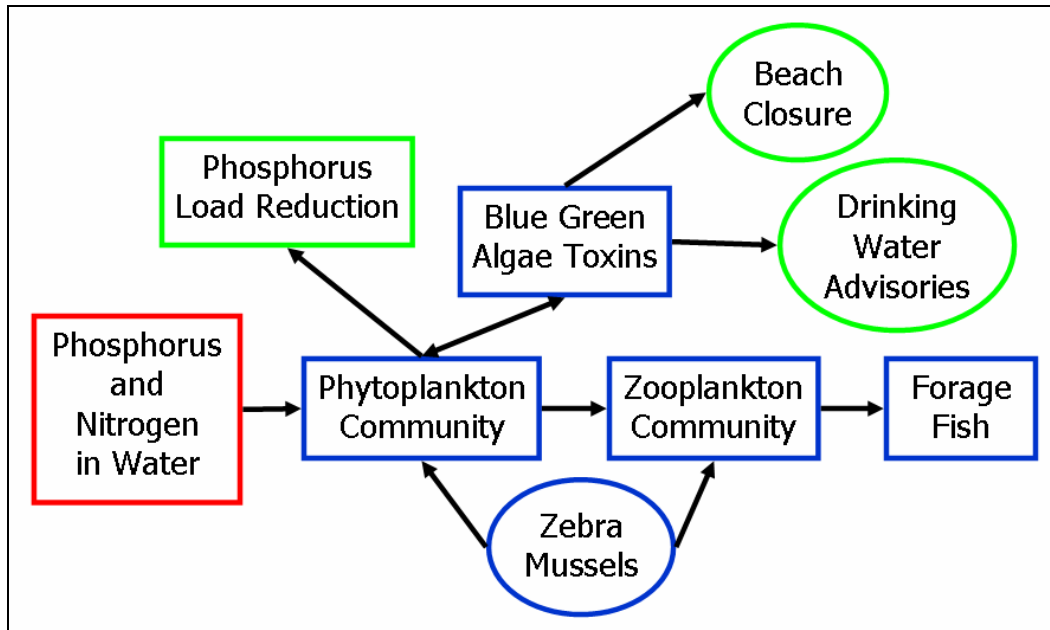 Beach
Closure
Phosphorus
Load Reduction
Blue Green
Algae Toxins
Drinking
Water
Advisories
Phosphorus
and
Nitrogen
in Water
Phytoplankton
Community
Zooplankton
Community
Forage
Fish
Zebra
Mussels